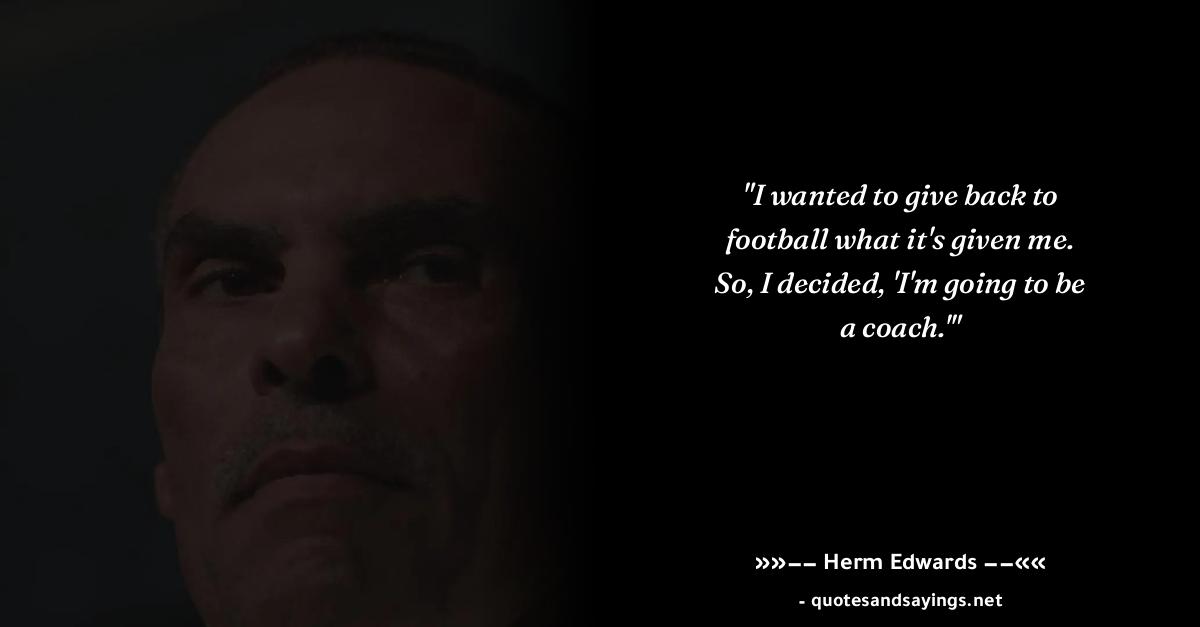 "I wanted to give back to
football what it's given me.
So, I decided, 'I'm going to be
a coach.'"
»»−− Herm Edwards −−««
- quotesandsayings.net